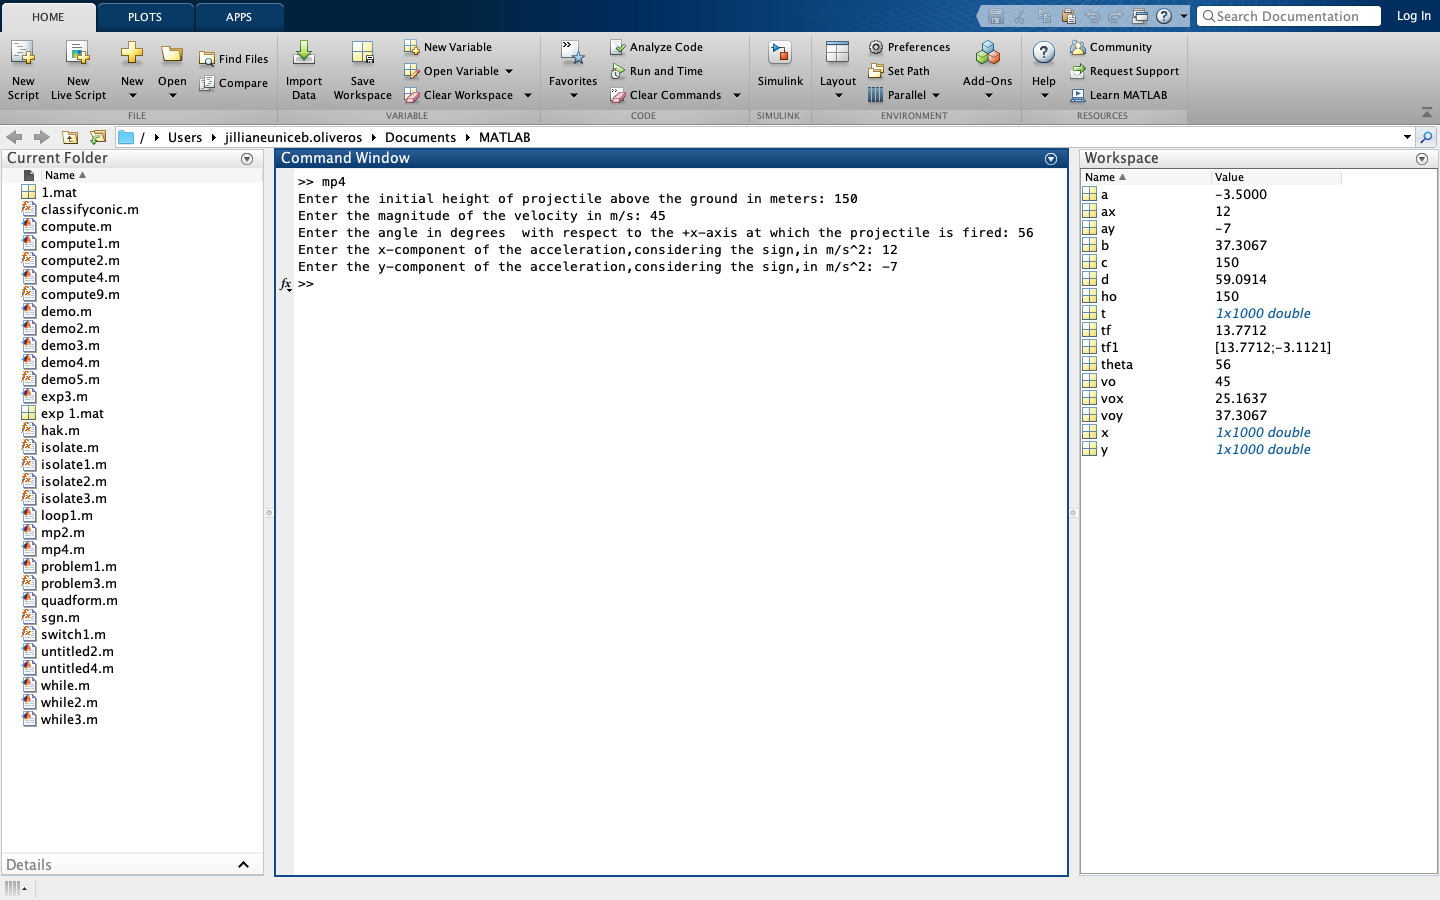 HOME PLOTS APPS
Search Documentation Log In
New Script
New Live Script
New
Open
Find Files
Compare
FILE
Import Data
Save Workspace
New Variable
Open Variable
Clear Workspace
VARIABLE
Favorites
Analyze Code
Run and Time
Clear Commands
CODE
Simulink
SIMULINK
Layout
Preferences
Set Path
Parallel
Add-Ons
ENVIRONMENT
Help
Community
Request Support
Learn MATLAB
RESOURCES
/ Users jillianeuniceb.oliveros Documents MATLAB
Current Folder
Name
1.mat
classifyconic.m
compute.m
compute1.m
compute2.m
compute4.m
compute9.m
demo.m
demo2.m
demo3.m
demo4.m
demo5.m
exp3.m
exp 1.mat
hak.m
isolate.m
isolate1.m
isolate2.m
isolate3.m
loop1.m
mp2.m
mp4.m
problem1.m
problem3.m
quadform.m
sgn.m
switch1.m
untitled2.m
untitled4.m
while.m
while2.m
while3.m
Details
Command Window
>> mp4
Enter the initial height of projectile above the ground in meters: 150
Enter the magnitude of the velocity in m/s: 45
Enter the angle in degrees  with respect to the +x-axis at which the projectile is fired: 56
Enter the x-component of the acceleration,considering the sign,in m/s^2: 12
Enter the y-component of the acceleration,considering the sign,in m/s^2: -7
fx >>
Workspace
Name Value
a -3.5000
ax 12
ay -7
b 37.3067
c 150
d 59.0914
ho 150
t 1x1000 double
tf 13.7712
tf1 [13.7712;-3.1121]
theta 56
vo 45
vox 25.1637
voy 37.3067
x 1x1000 double
y 1x1000 double